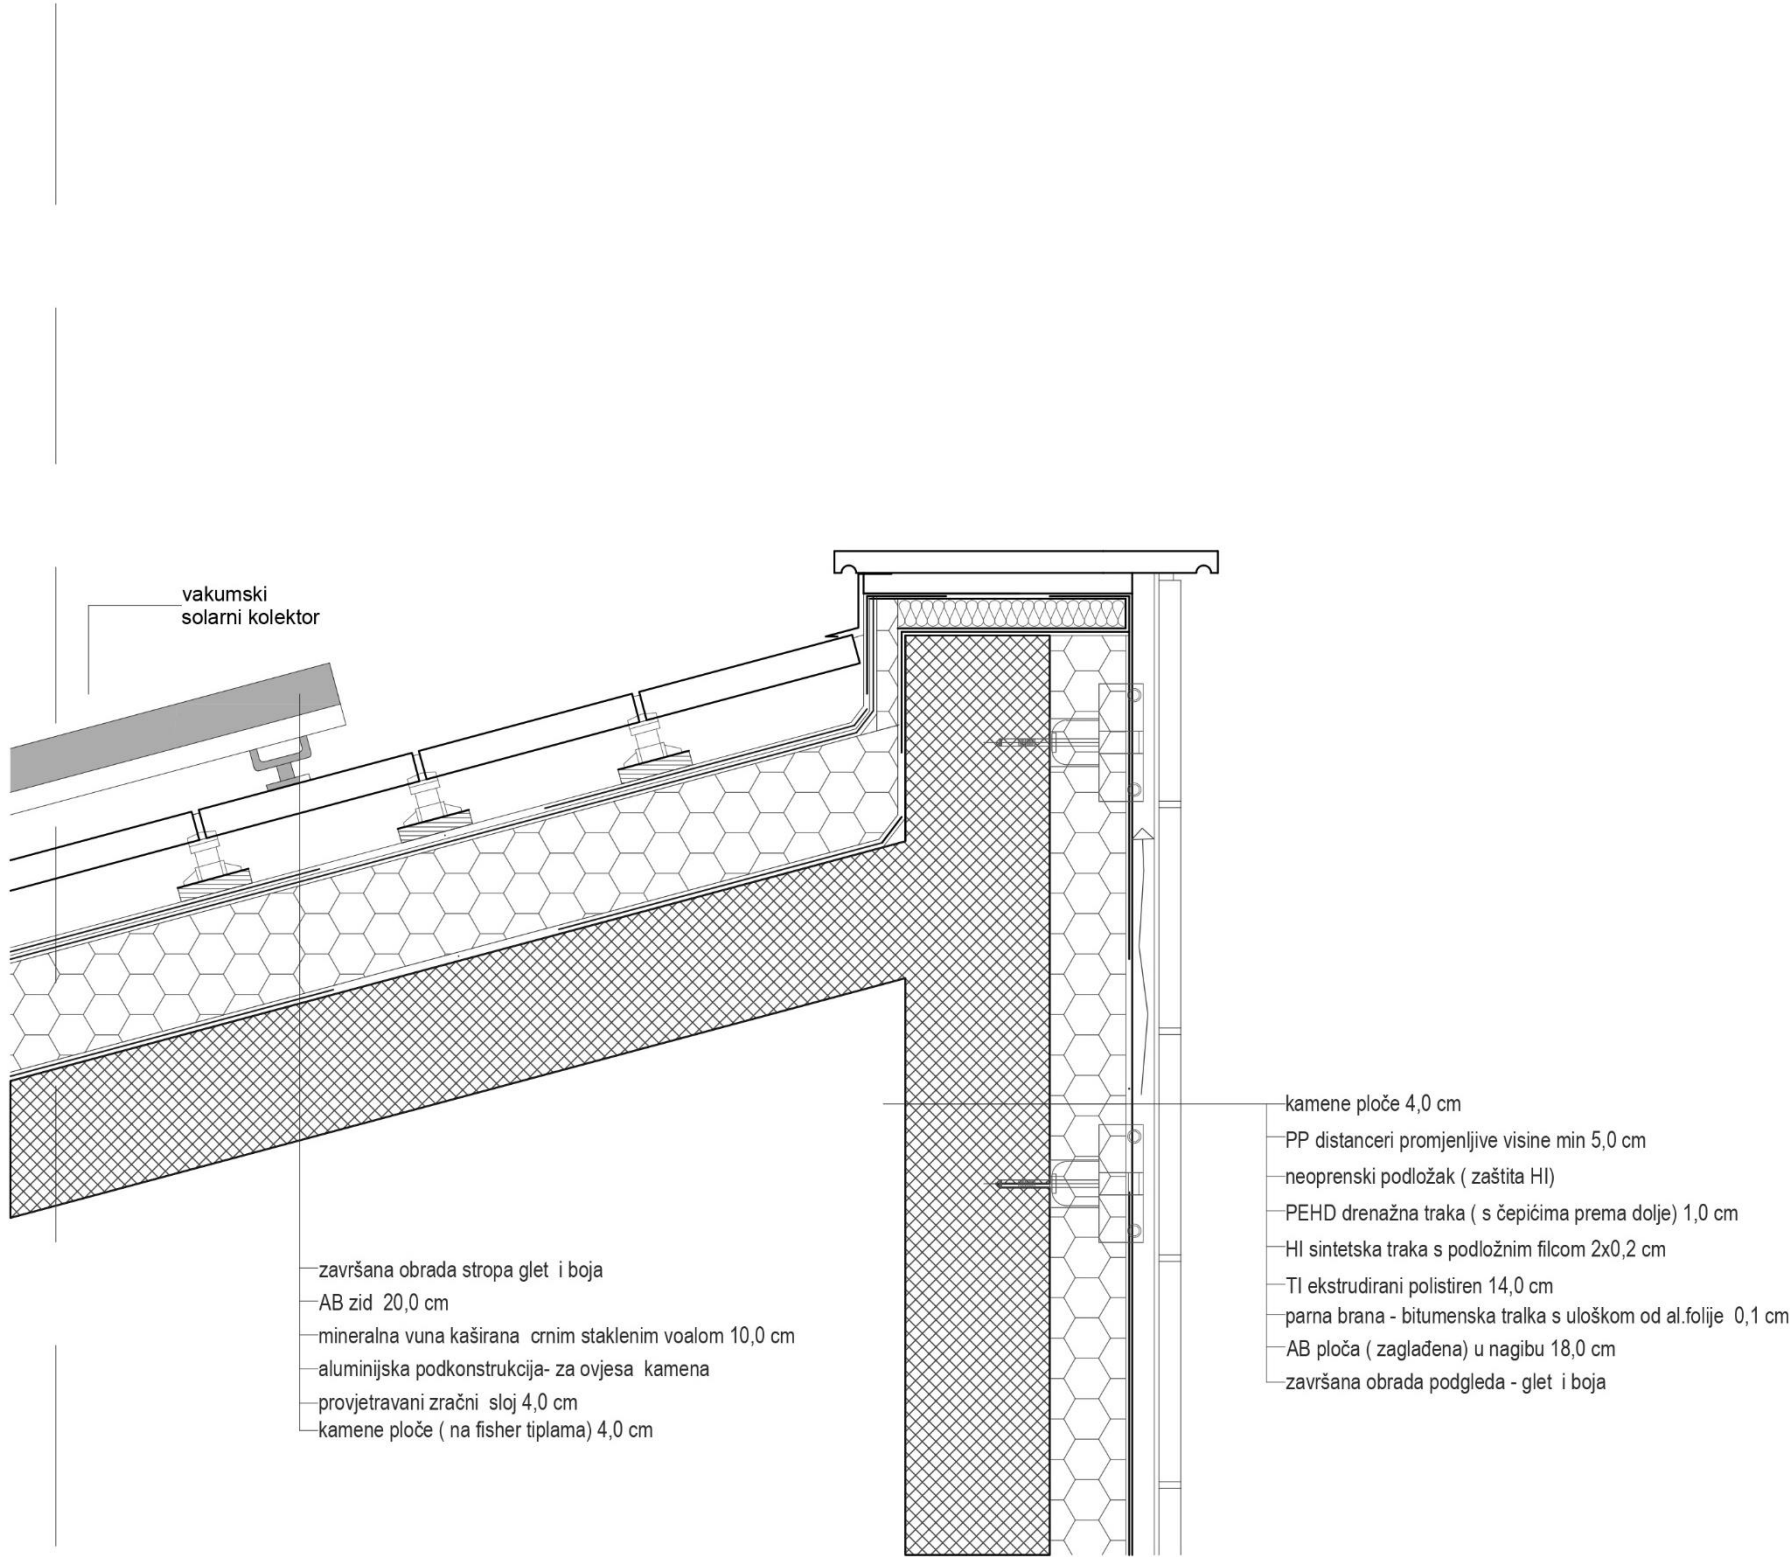 vakumski
solarni kolektor
kamene ploče 4,0 cm
PP distanceri promjenljive visine min 5,0 cm
neoprenski podložak ( zaštita HI)
PEHD drenažna traka ( s čepićima prema dolje) 1,0 cm
HI sintetska traka s podložnim filcom 2x0,2 cm
TI ekstrudirani polistiren 14,0 cm
parna brana - bitumenska tralka s uloškom od al.folije 0,1 cm
AB ploča ( zaglađena) u nagibu 18,0 cm
završana obrada podgleda - glet i boja
završana obrada stropa glet i boja
AB zid 20,0 cm
mineralna vuna kaširana crnim staklenim voalom 10,0 cm
aluminijska podkonstrukcija- za ovjesa kamena
provjetravani zračni sloj 4,0 cm
kamene ploče ( na fisher tiplama) 4,0 cm